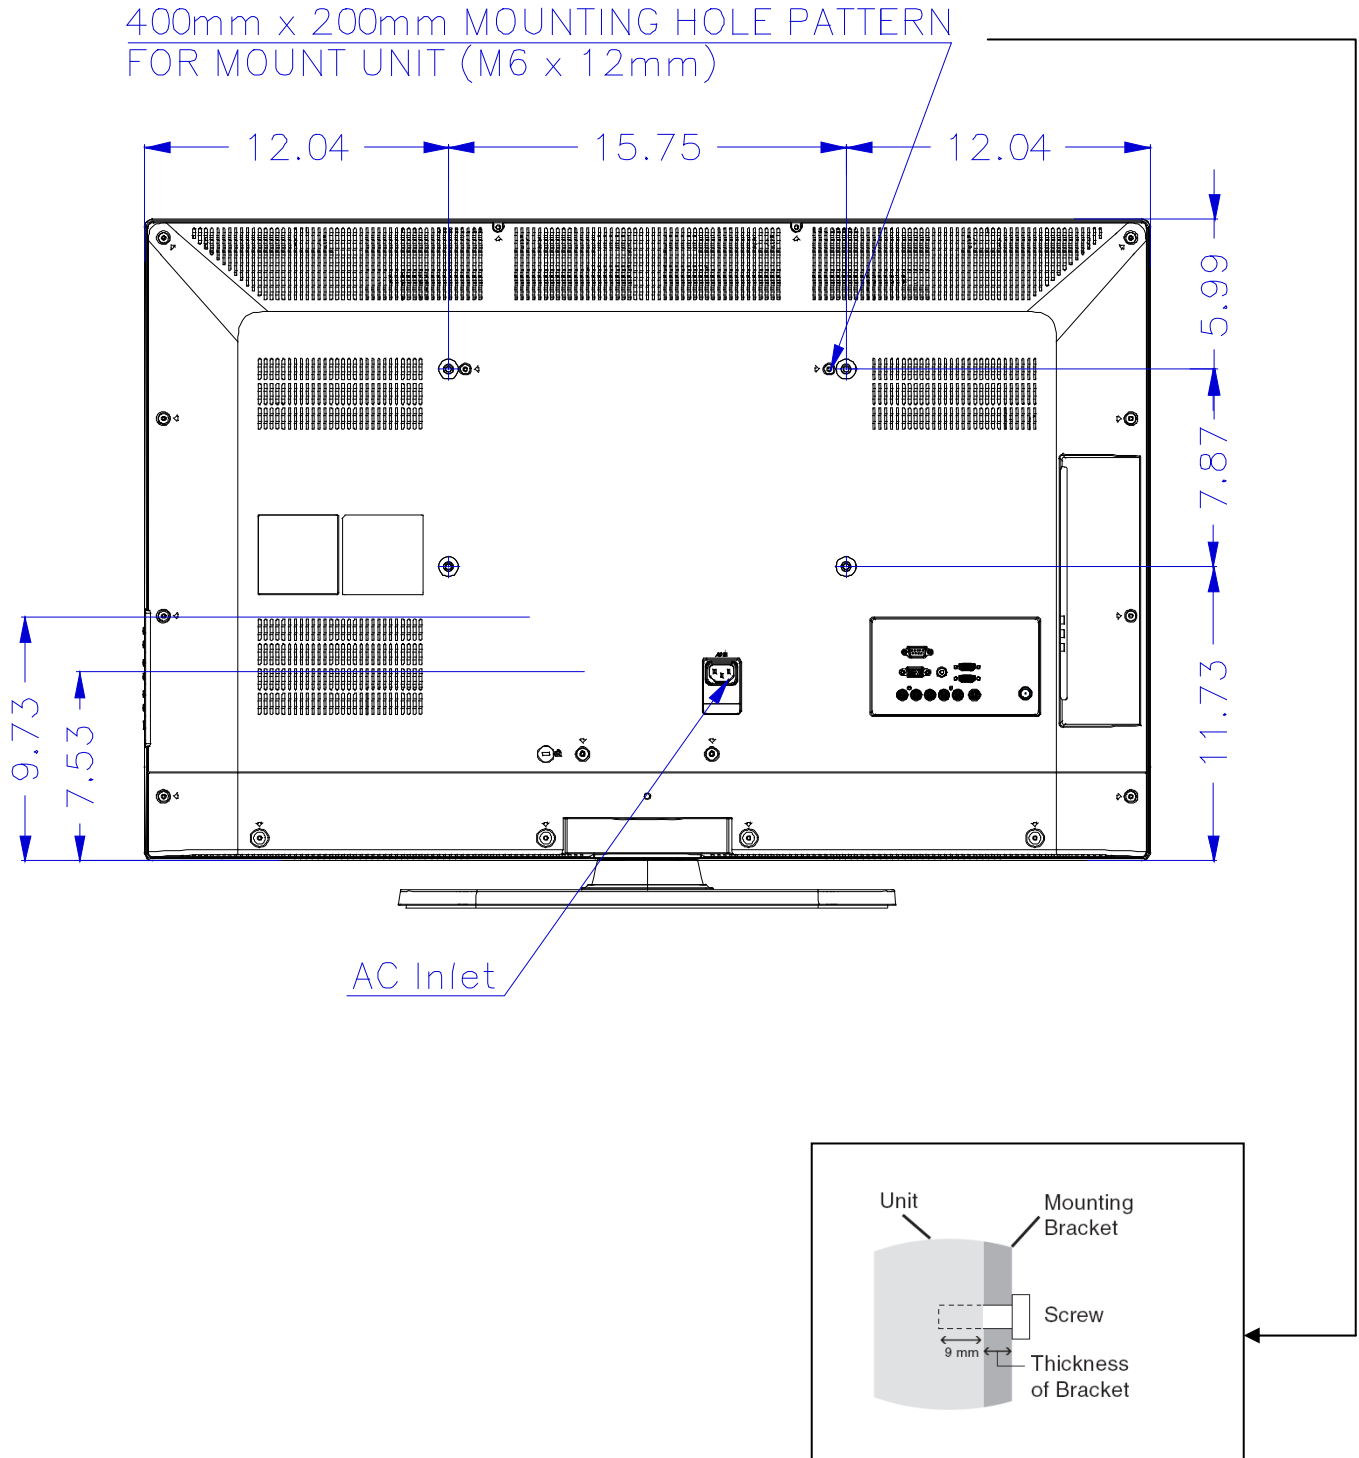 400mm x 200mm MOUNTING HOLE PATTERN
FOR MOUNT UNIT (M6 x 12mm)
12.04
15.75
12.04
5.99
7.87
11.73
9.73
7.53
AC Inlet
Unit
Mounting
Bracket
Screw
9 mm
Thickness
of Bracket